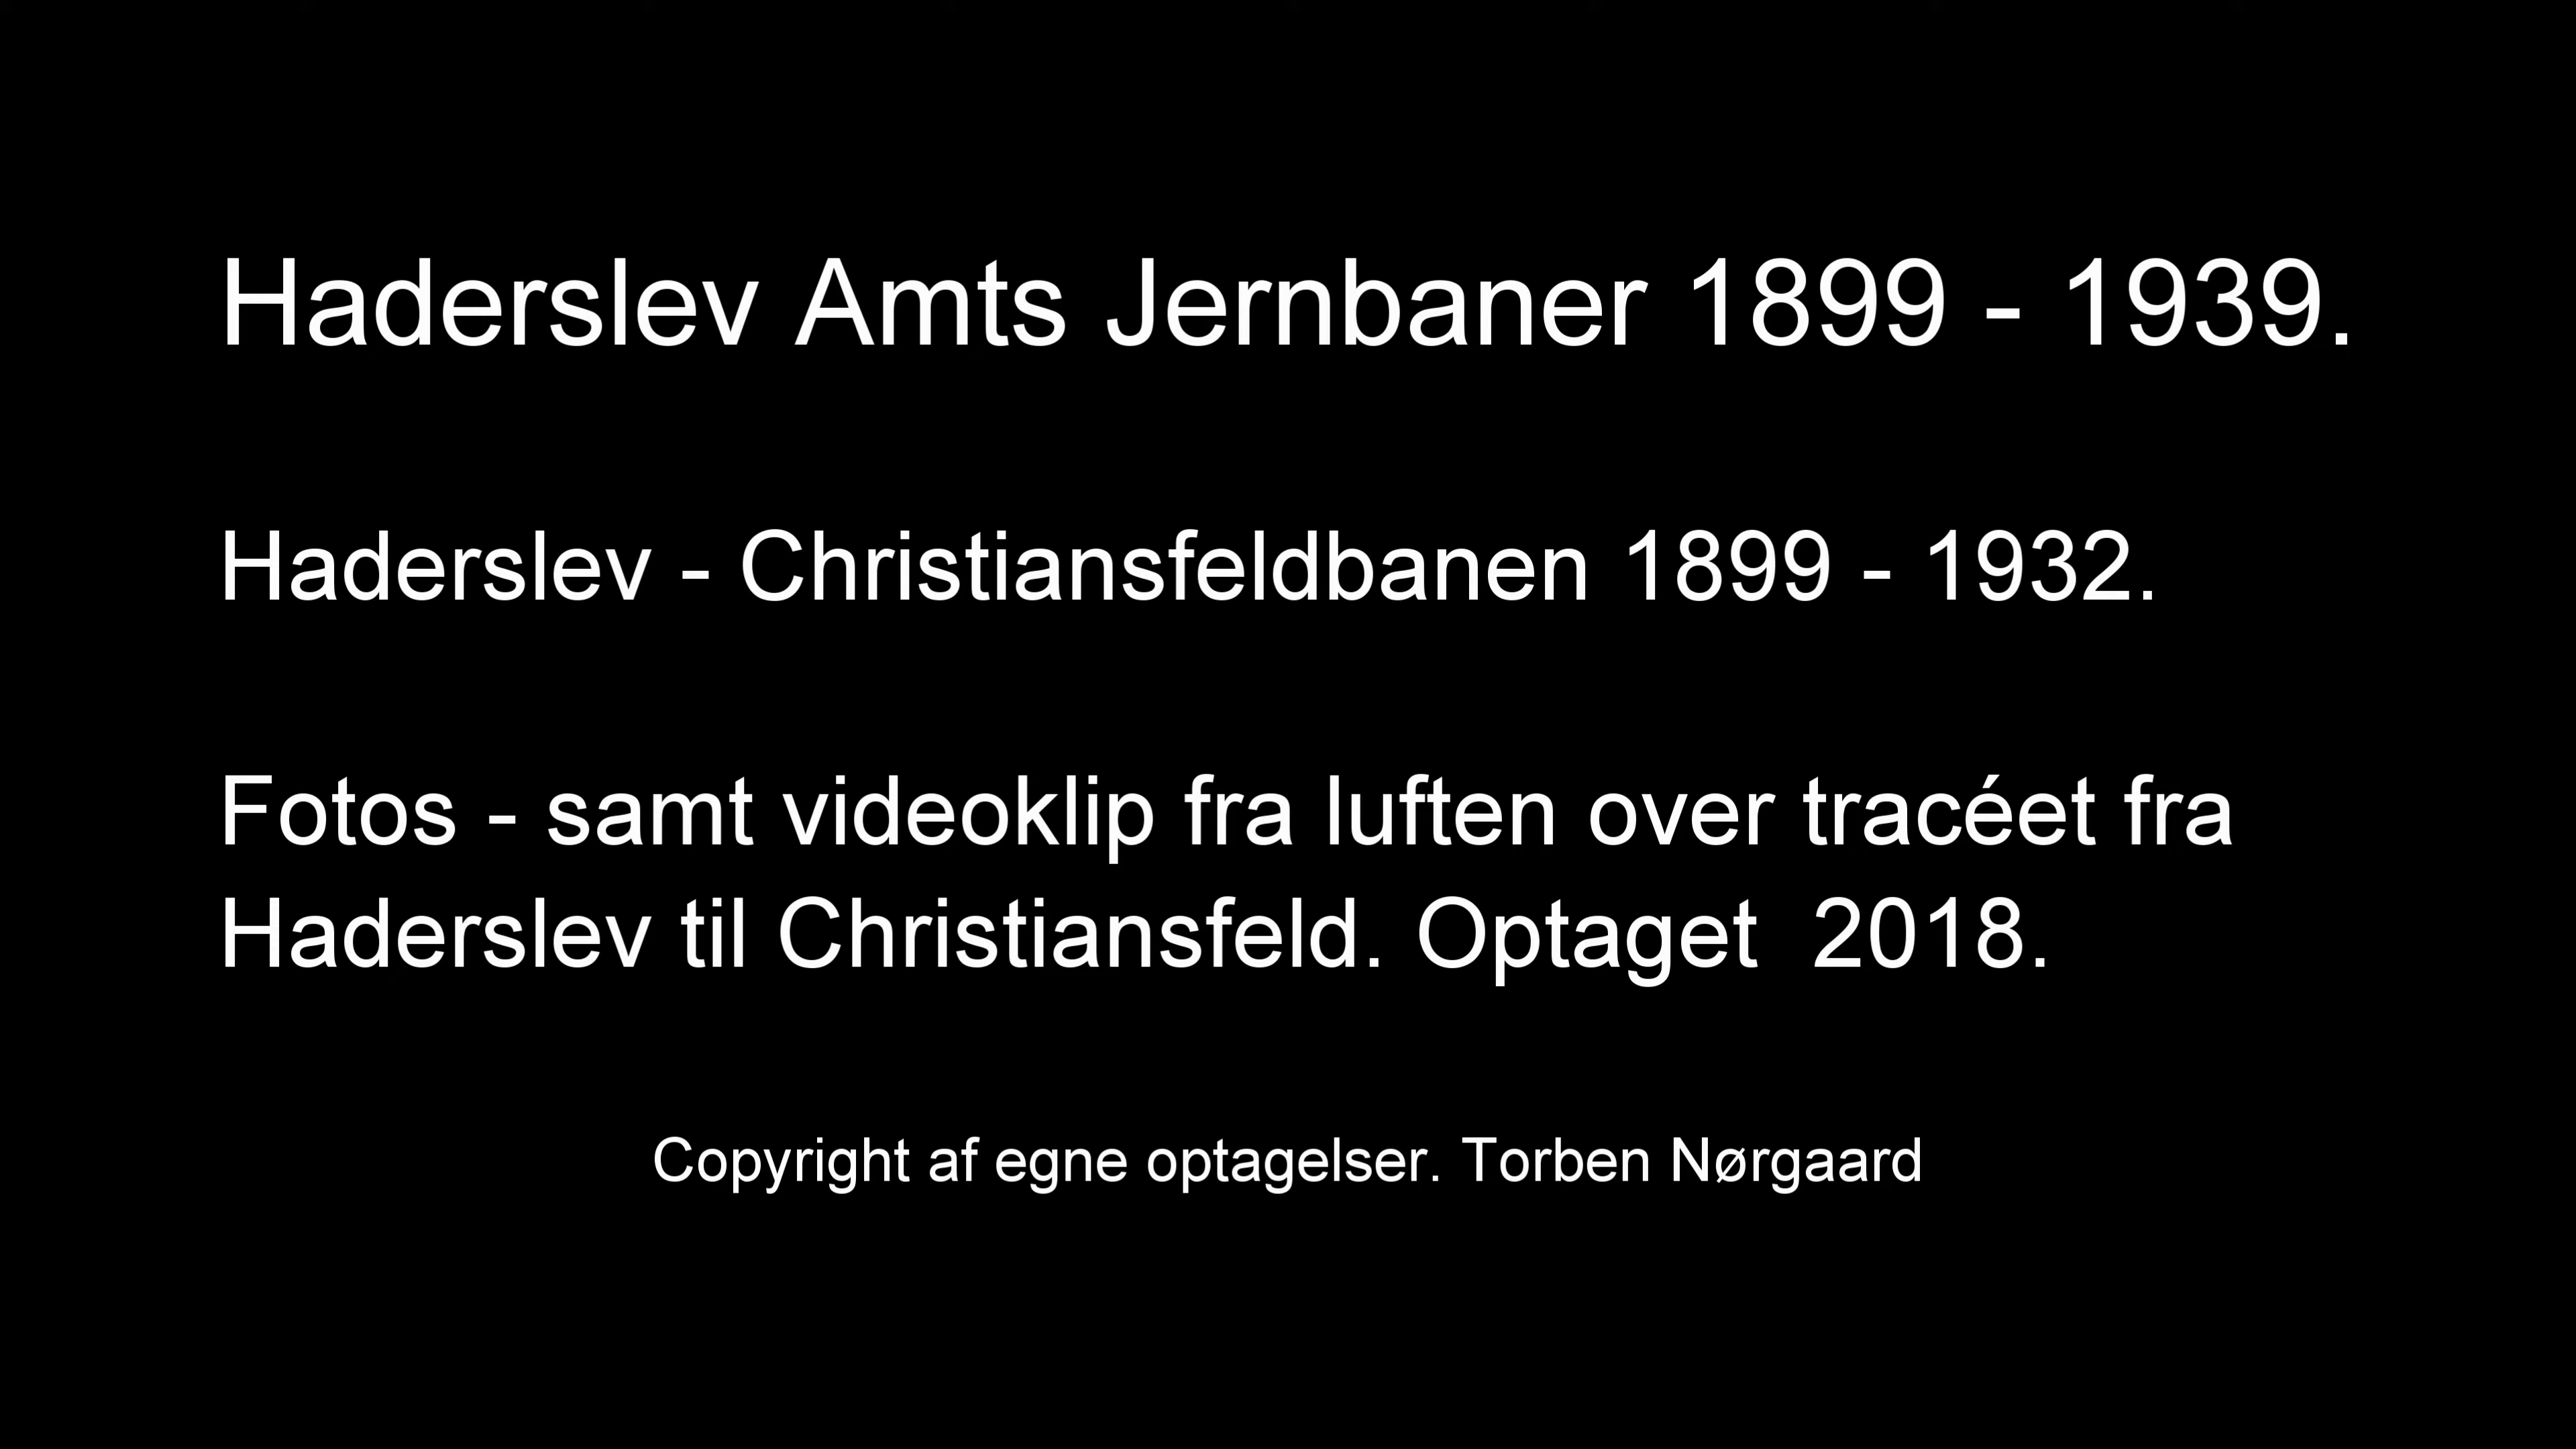 Haderslev Amts Jernbaner 1899 - 1939.
Haderslev - Christiansfeldbanen 1899 - 1932.
Fotos - samt videoklip fra luften over tracéet fra
Haderslev til Christiansfeld. Optaget  2018.
Copyright af egne optagelser. Torben Nørgaard